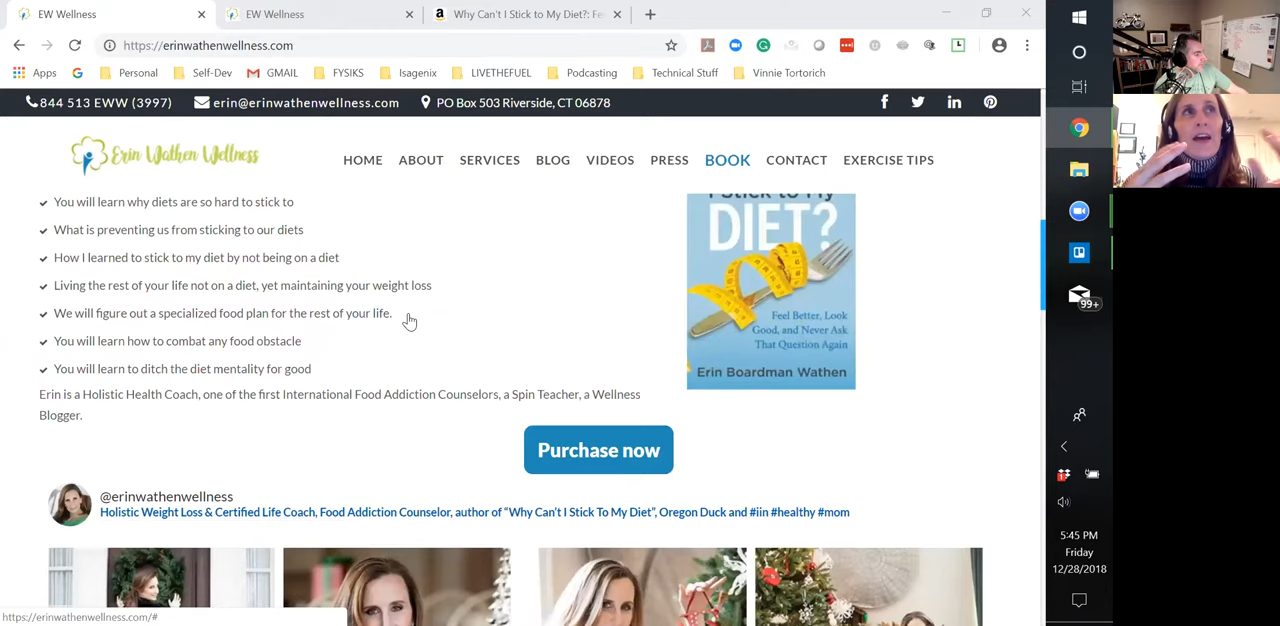 EW Wellness
EW Wellness
Why Can't I Stick to My Diet?: Fe
https://erinwathenwellness.com
Apps
Personal
Self-Dev
GMAIL
FYSIKS
Isagenix
LIVETHEFUEL
Podcasting
Technical Stuff
Vinnie Tortorich
844 513 EWW (3997)
erin@erinwathenwellness.com
PO Box 503 Riverside, CT 06878
Erin Wathen Wellness
HOME
ABOUT
SERVICES
BLOG
VIDEOS
PRESS
BOOK
CONTACT
EXERCISE TIPS
You will learn why diets are so hard to stick to
What is preventing us from sticking to our diets
How I learned to stick to my diet by not being on a diet
Living the rest of your life not on a diet, yet maintaining your weight loss
We will figure out a specialized food plan for the rest of your life.
You will learn how to combat any food obstacle
You will learn to ditch the diet mentality for good
I Stick to My
DIET?
Feel Better, Look
Good, and Never Ask
That Question Again
Erin Boardman Wathen
Erin is a Holistic Health Coach, one of the first International Food Addiction Counselors, a Spin Teacher, a Wellness
Blogger.
Purchase now
@erinwathenwellness
Holistic Weight Loss & Certified Life Coach, Food Addiction Counselor, author of “Why Can’t I Stick To My Diet”, Oregon Duck and #iin #healthy #mom
https://erinwathenwellness.com/#
99+
1
5:45 PM
Friday
12/28/2018